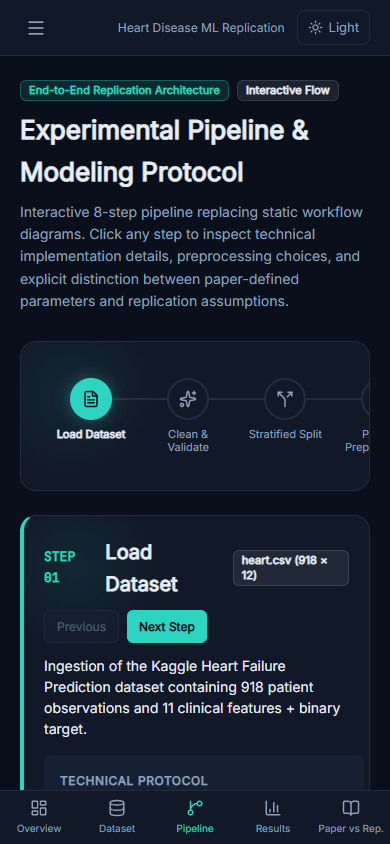 Heart Disease ML Replication
Light
End-to-End Replication Architecture
Interactive Flow
Experimental Pipeline &
Modeling Protocol
Interactive 8-step pipeline replacing static workflow
diagrams. Click any step to inspect technical
implementation details, preprocessing choices, and
explicit distinction between paper-defined
parameters and replication assumptions.
Load Dataset
Clean &
Validate
Stratified Split
STEP
01
Load
Dataset
heart.csv (918 ×
12)
Previous
Next Step
Ingestion of the Kaggle Heart Failure
Prediction dataset containing 918 patient
observations and 11 clinical features + binary
target.
TECHNICAL PROTOCOL
Overview
Dataset
Pipeline
Results
Paper vs Rep.